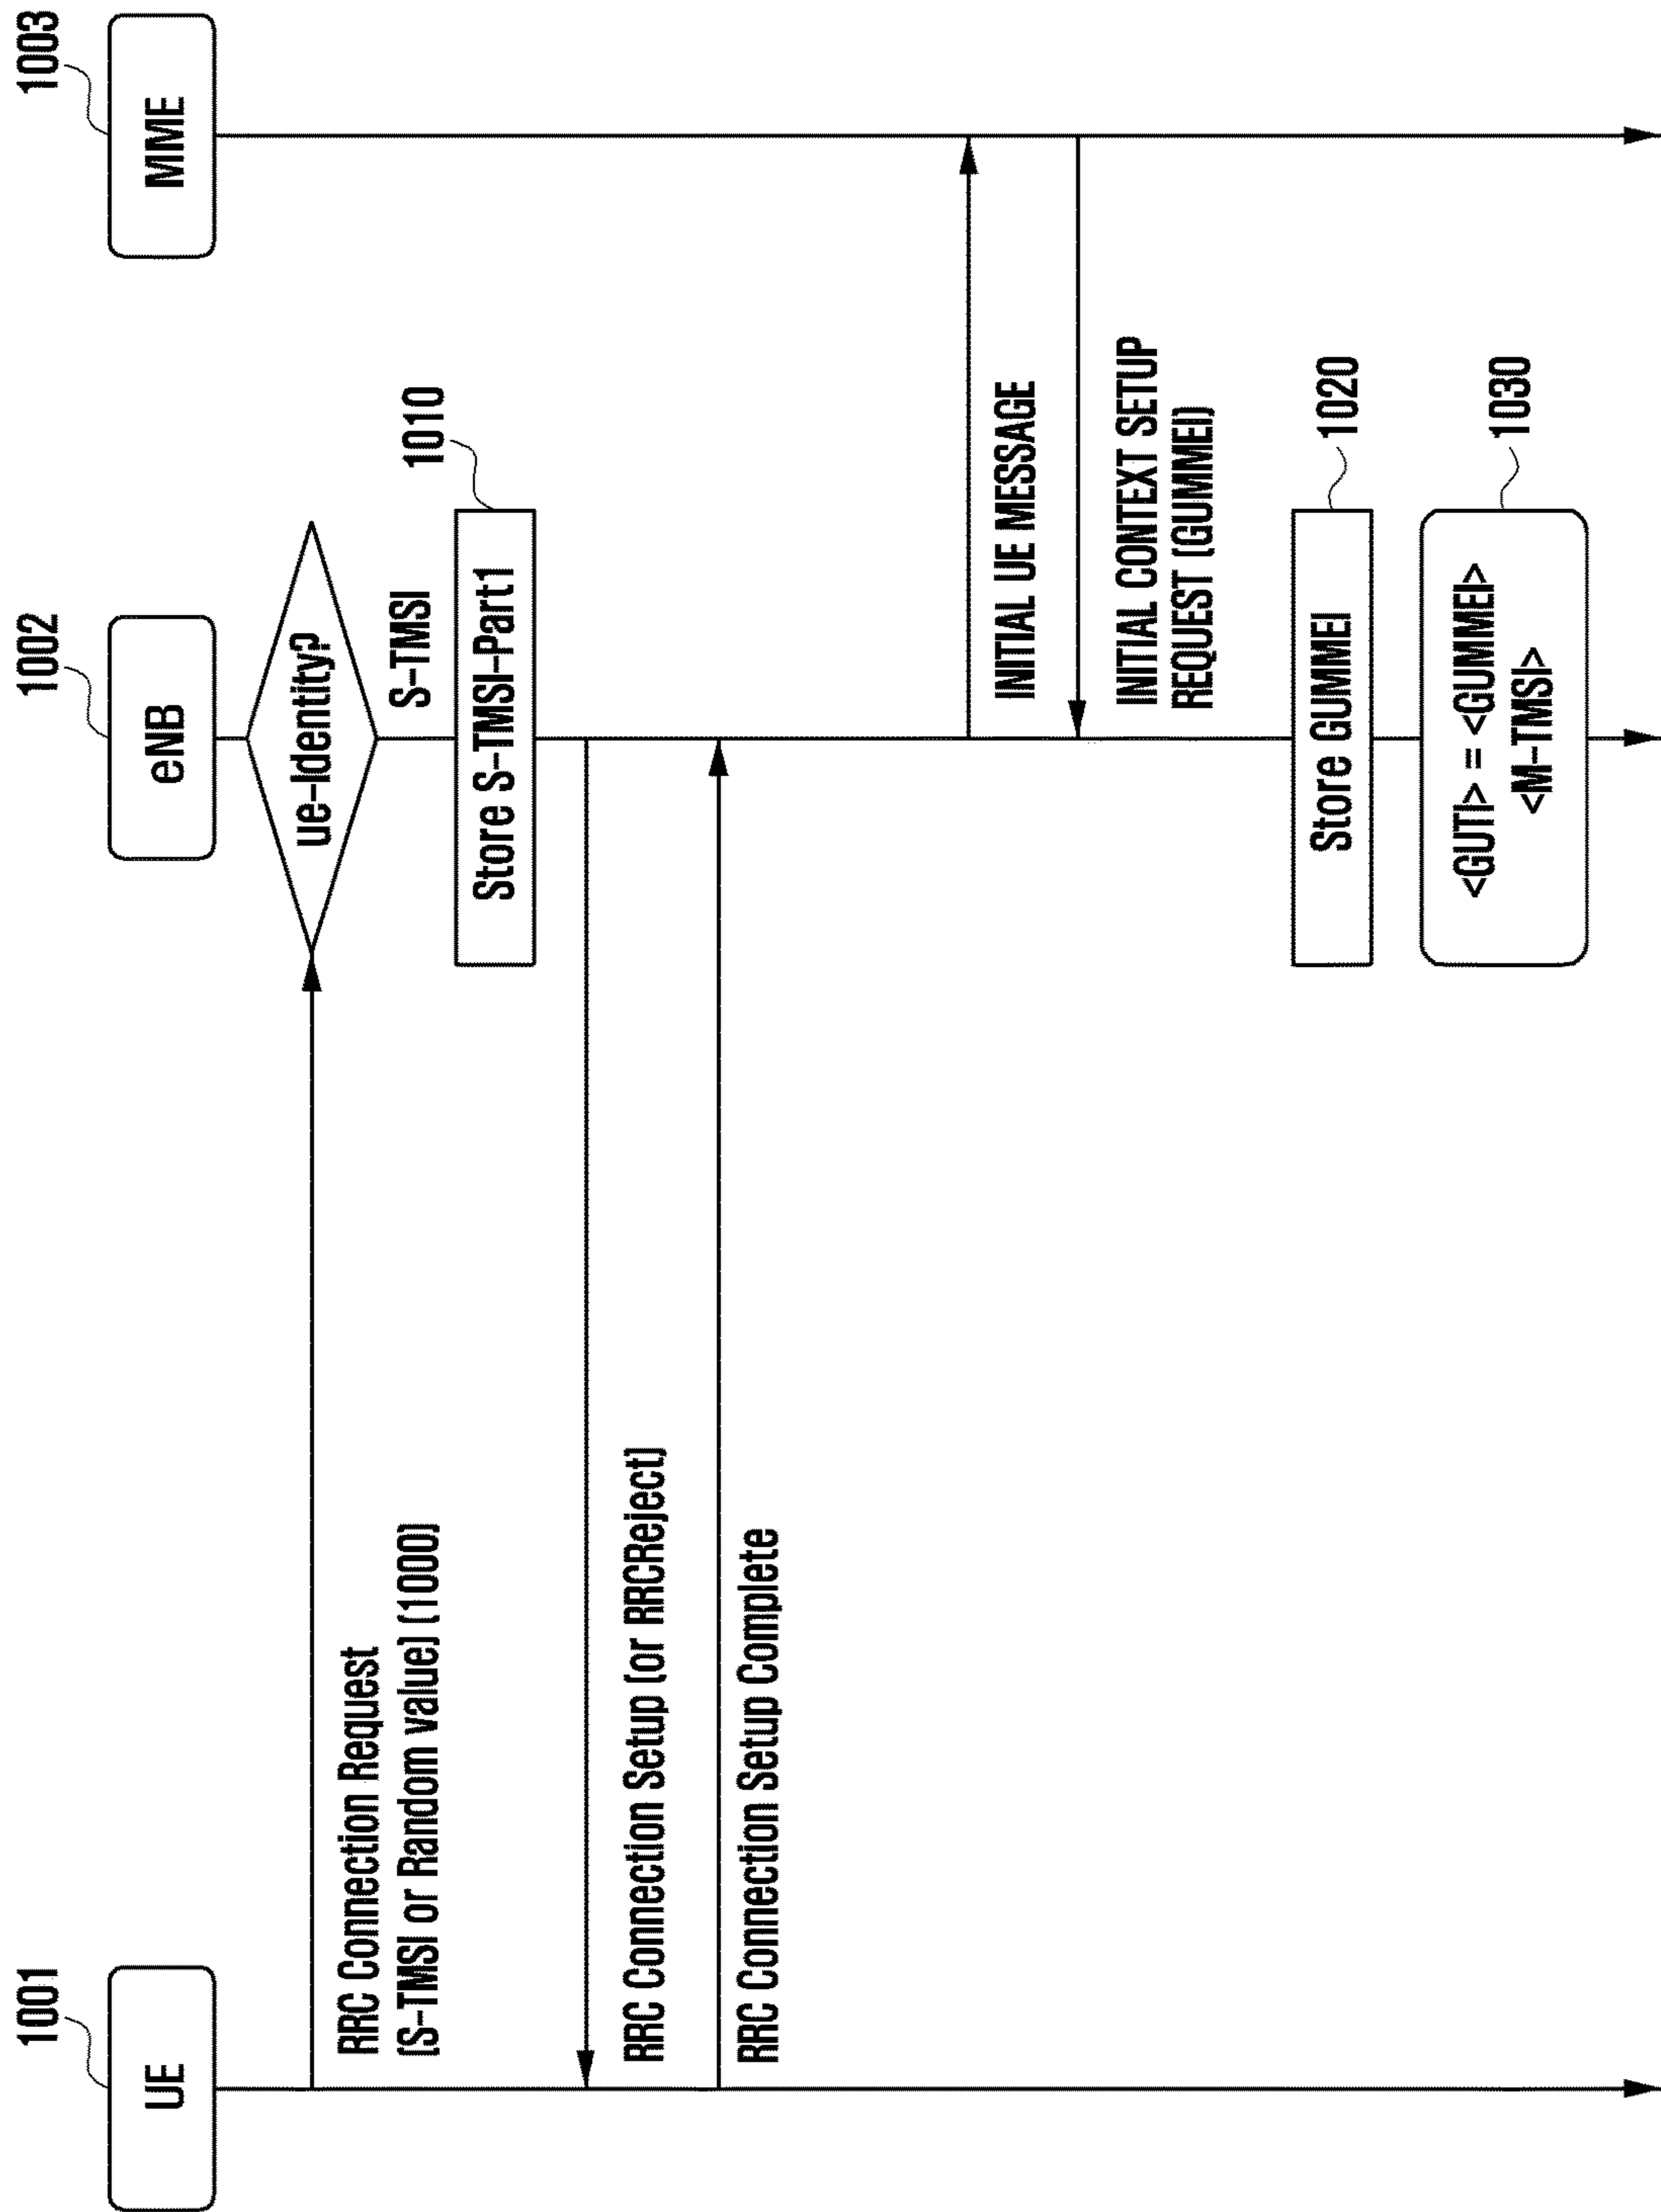 1001
1002
1003
UE
eNB
MME
ue-Identity?
RRC Connection Request
(S-TMSI or Random value) (1000)
S-TMSI
1010
Store S-TMSI-Part1
RRC Connection Setup (or RRCReject)
RRC Connection Setup Complete
INITIAL UE MESSAGE
INITIAL CONTEXT SETUP
REQUEST (GUMMEI)
Store GUMMEI
1020
<GUTI> = <GUMMEI>
<M-TMSI>
1030